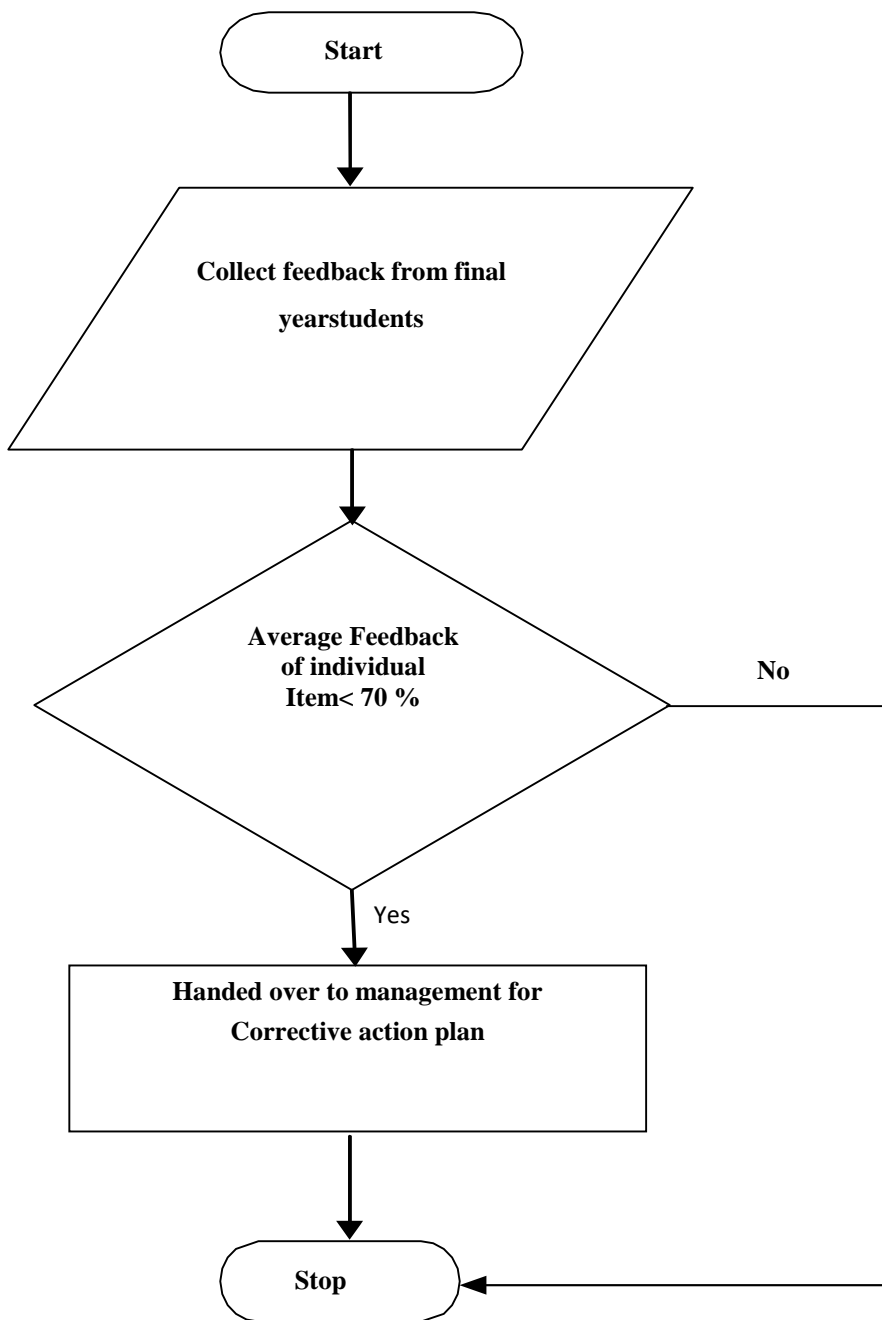 Start
Collect feedback from final
yearstudents
Average Feedback
of individual
Item< 70 %
No
Yes
Handed over to management for
Corrective action plan
Stop